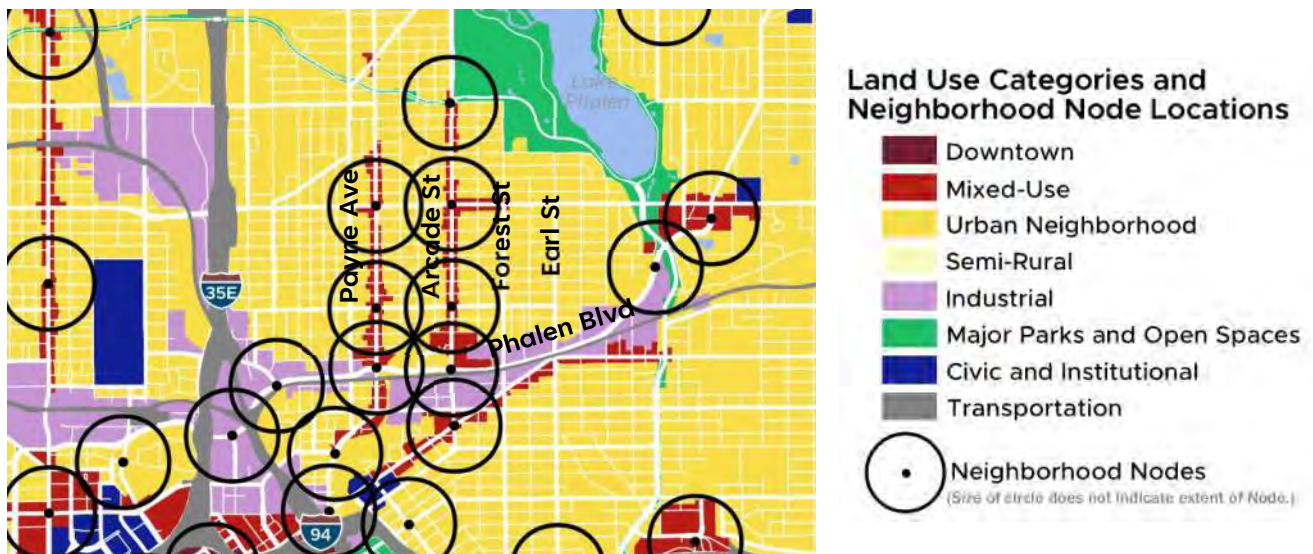 Lake
Phalen
Payne Ave
Arcade St
Forest St
Earl St
35E
Phalen Blvd
94
Land Use Categories and
Neighborhood Node Locations
Downtown
Mixed-Use
Urban Neighborhood
Semi-Rural
Industrial
Major Parks and Open Spaces
Civic and Institutional
Transportation
Neighborhood Nodes
(Size of circle does not indicate extent of Node.)